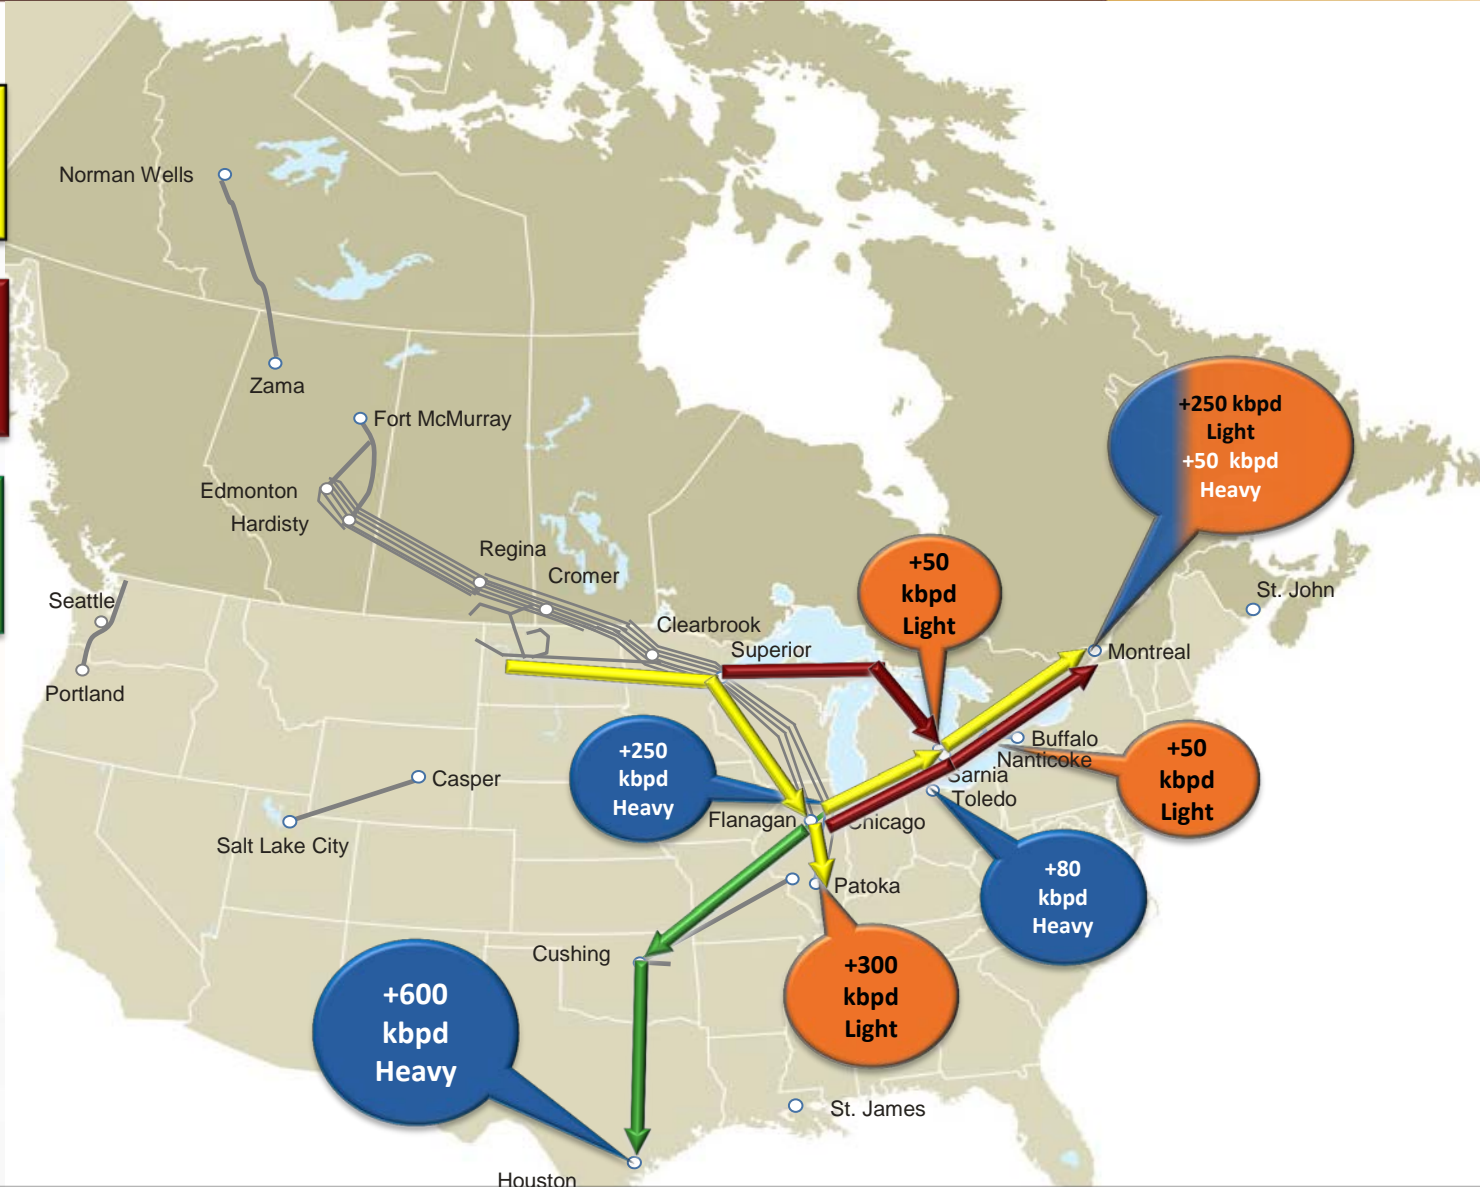 Norman Wells
Zama
Fort McMurray
Edmonton
Hardisty
Regina
Cromer
Clearbrook
Superior
Seattle
Portland
+250 kbpd
Light
+50 kbpd
Heavy
+50
kbpd
Light
St. John
Montreal
Buffalo
Nanticoke
Sarnia
Toledo
+50
kbpd
Light
+250
kbpd
Heavy
Casper
Salt Lake City
Flanagan
Chicago
Patoka
+80
kbpd
Heavy
Cushing
+300
kbpd
Light
+600
kbpd
Heavy
St. James
Houston